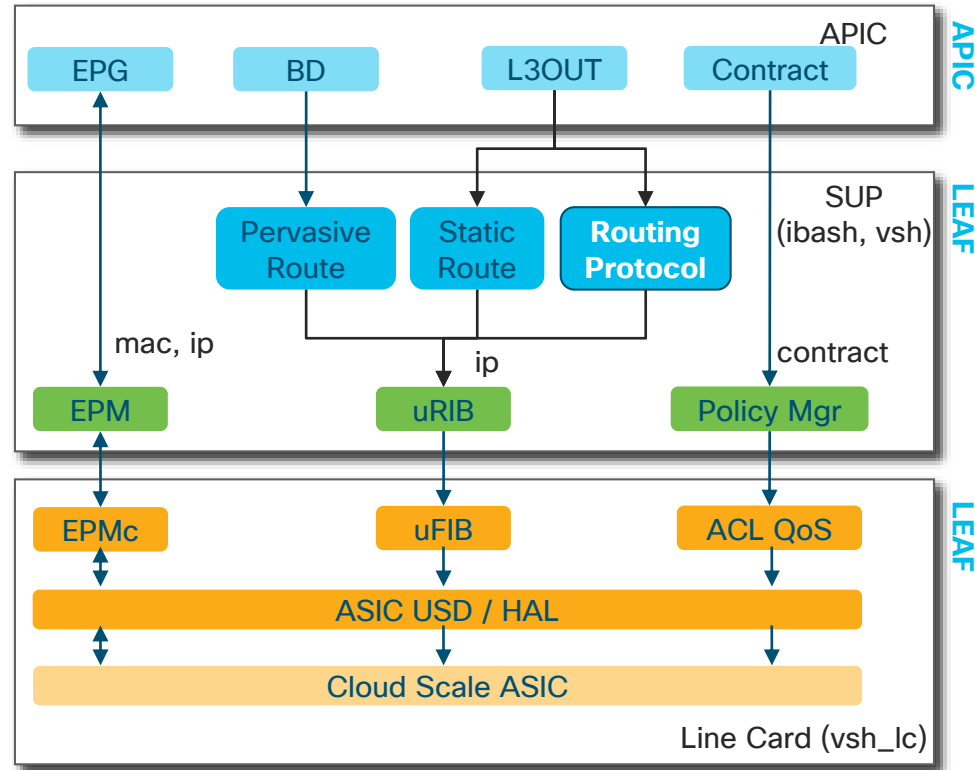 APIC
EPG
BD
L3OUT
Contract
APIC
SUP
(ibash, vsh)
Pervasive
Route
Static
Route
Routing
Protocol
mac, ip
ip
contract
EPM
uRIB
Policy Mgr
LEAF
EPMc
uFIB
ACL QoS
ASIC USD / HAL
Cloud Scale ASIC
Line Card (vsh_lc)
LEAF